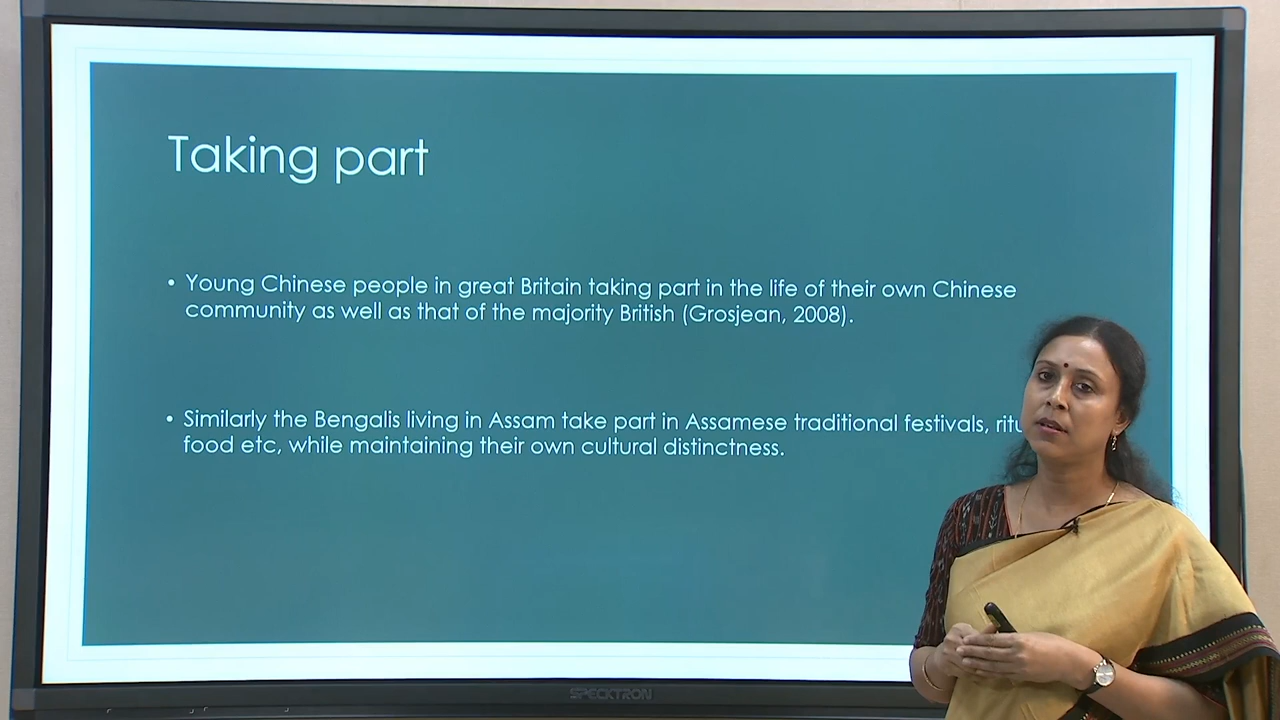 Taking part
• Young Chinese people in great Britain taking part in the life of their own Chinese
community as well as that of the majority British (Grosjean, 2008).
• Similarly the Bengalis living in Assam take part in Assamese traditional festivals,
food etc, while maintaining their own cultural distinctness.
SPECKTRON